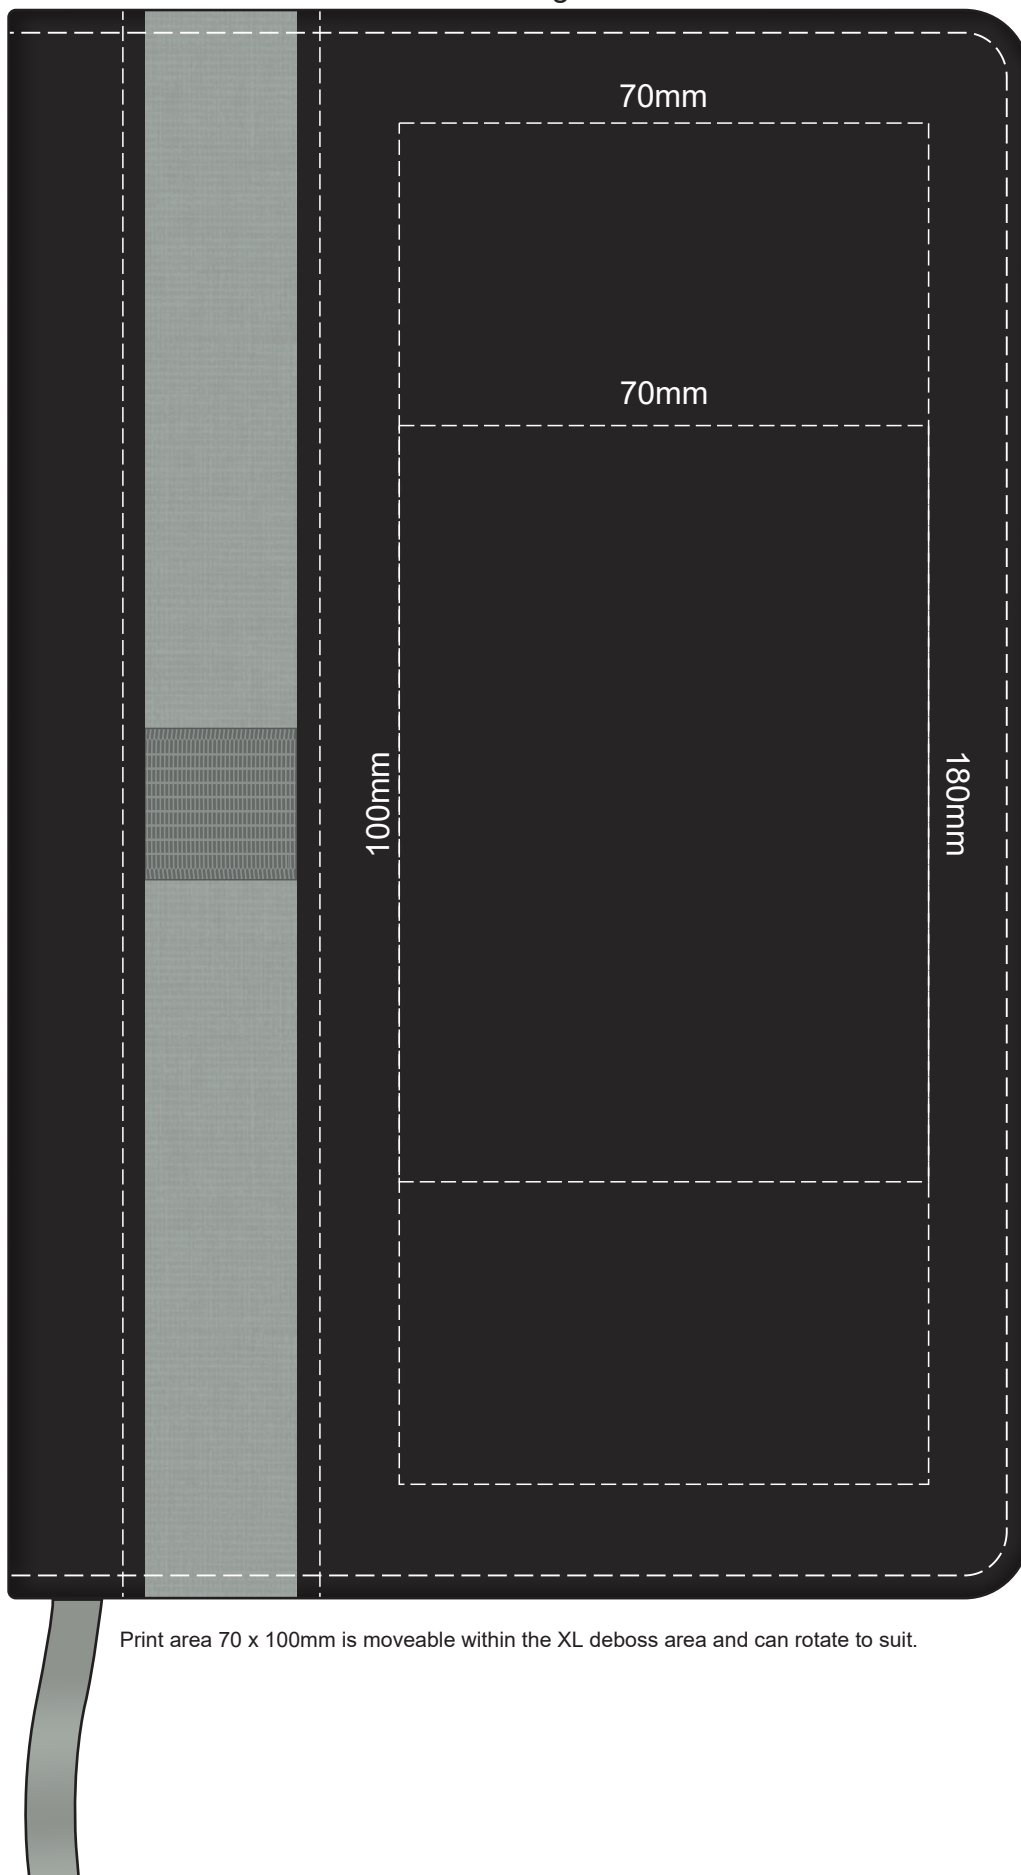 70mm
70mm
100mm
180mm
Print area 70 x 100mm is moveable within the XL deboss area and can rotate to suit.